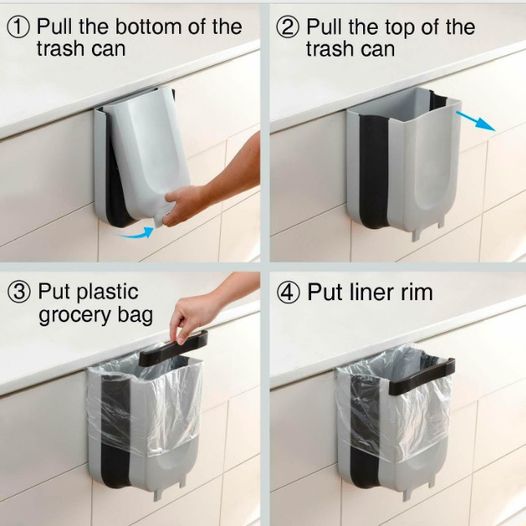 ① Pull the bottom of the
trash can
② Pull the top of the
trash can
③ Put plastic
grocery bag
④ Put liner rim